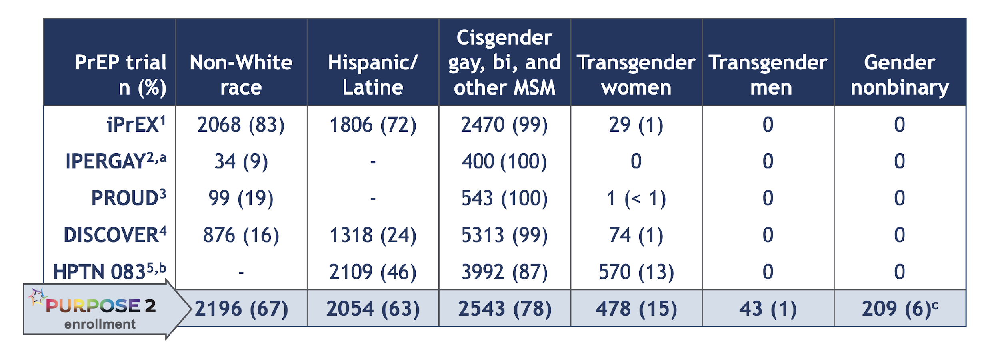 PrEP trial n (%) Non-White race Hispanic/ Latine Cisgender gay, bi, and other MSM Transgender women Transgender men Gender nonbinary
iPrEX1 2068 (83) 1806 (72) 2470 (99) 29 (1) 0 0
IPERGAY2,a 34 (9) - 400 (100) 0 0 0
PROUD3 99 (19) - 543 (100) 1 (< 1) 0 0
DISCOVER4 876 (16) 1318 (24) 5313 (99) 74 (1) 0 0
HPTN 0835,b - 2109 (46) 3992 (87) 570 (13) 0 0
PURPOSE 2 enrollment 2196 (67) 2054 (63) 2543 (78) 478 (15) 43 (1) 209 (6)c